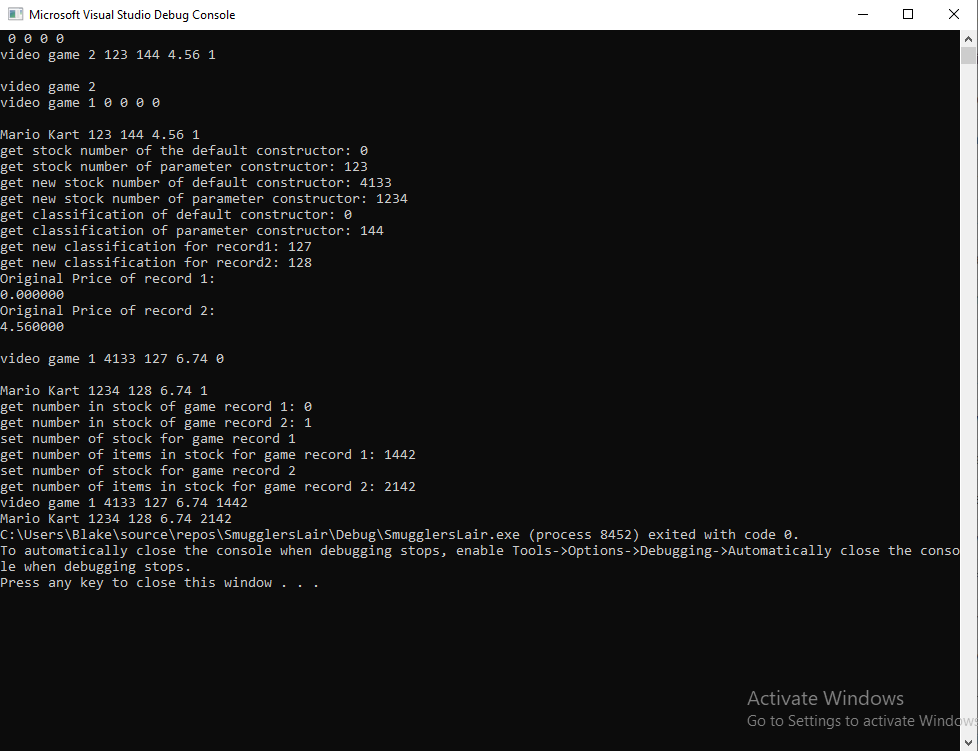 Microsoft Visual Studio Debug Console
0 0 0 0
video game 2 123 144 4.56 1
video game 2
video game 1 0 0 0 0
Mario Kart 123 144 4.56 1
get stock number of the default constructor: 0
get stock number of parameter constructor: 123
get new stock number of default constructor: 4133
get new stock number of parameter constructor: 1234
get classification of default constructor: 0
get classification of parameter constructor: 144
get new classification for record1: 127
get new classification for record2: 128
Original Price of record 1:
0.000000
Original Price of record 2:
4.560000
video game 1 4133 127 6.74 0
Mario Kart 1234 128 6.74 1
get number in stock of game record 1: 0
get number in stock of game record 2: 1
set number of stock for game record 1
get number of items in stock for game record 1: 1442
set number of stock for game record 2
get number of items in stock for game record 2: 2142
video game 1 4133 127 6.74 1442
Mario Kart 1234 128 6.74 2142
C:\Users\Blake\source\repos\SmugglersLair\Debug\SmugglersLair.exe (process 8452) exited with code 0.
To automatically close the console when debugging stops, enable Tools->Options->Debugging->Automatically close the conso
le when debugging stops.
Press any key to close this window . . .
Activate Windows
Go to Settings to activate Windows